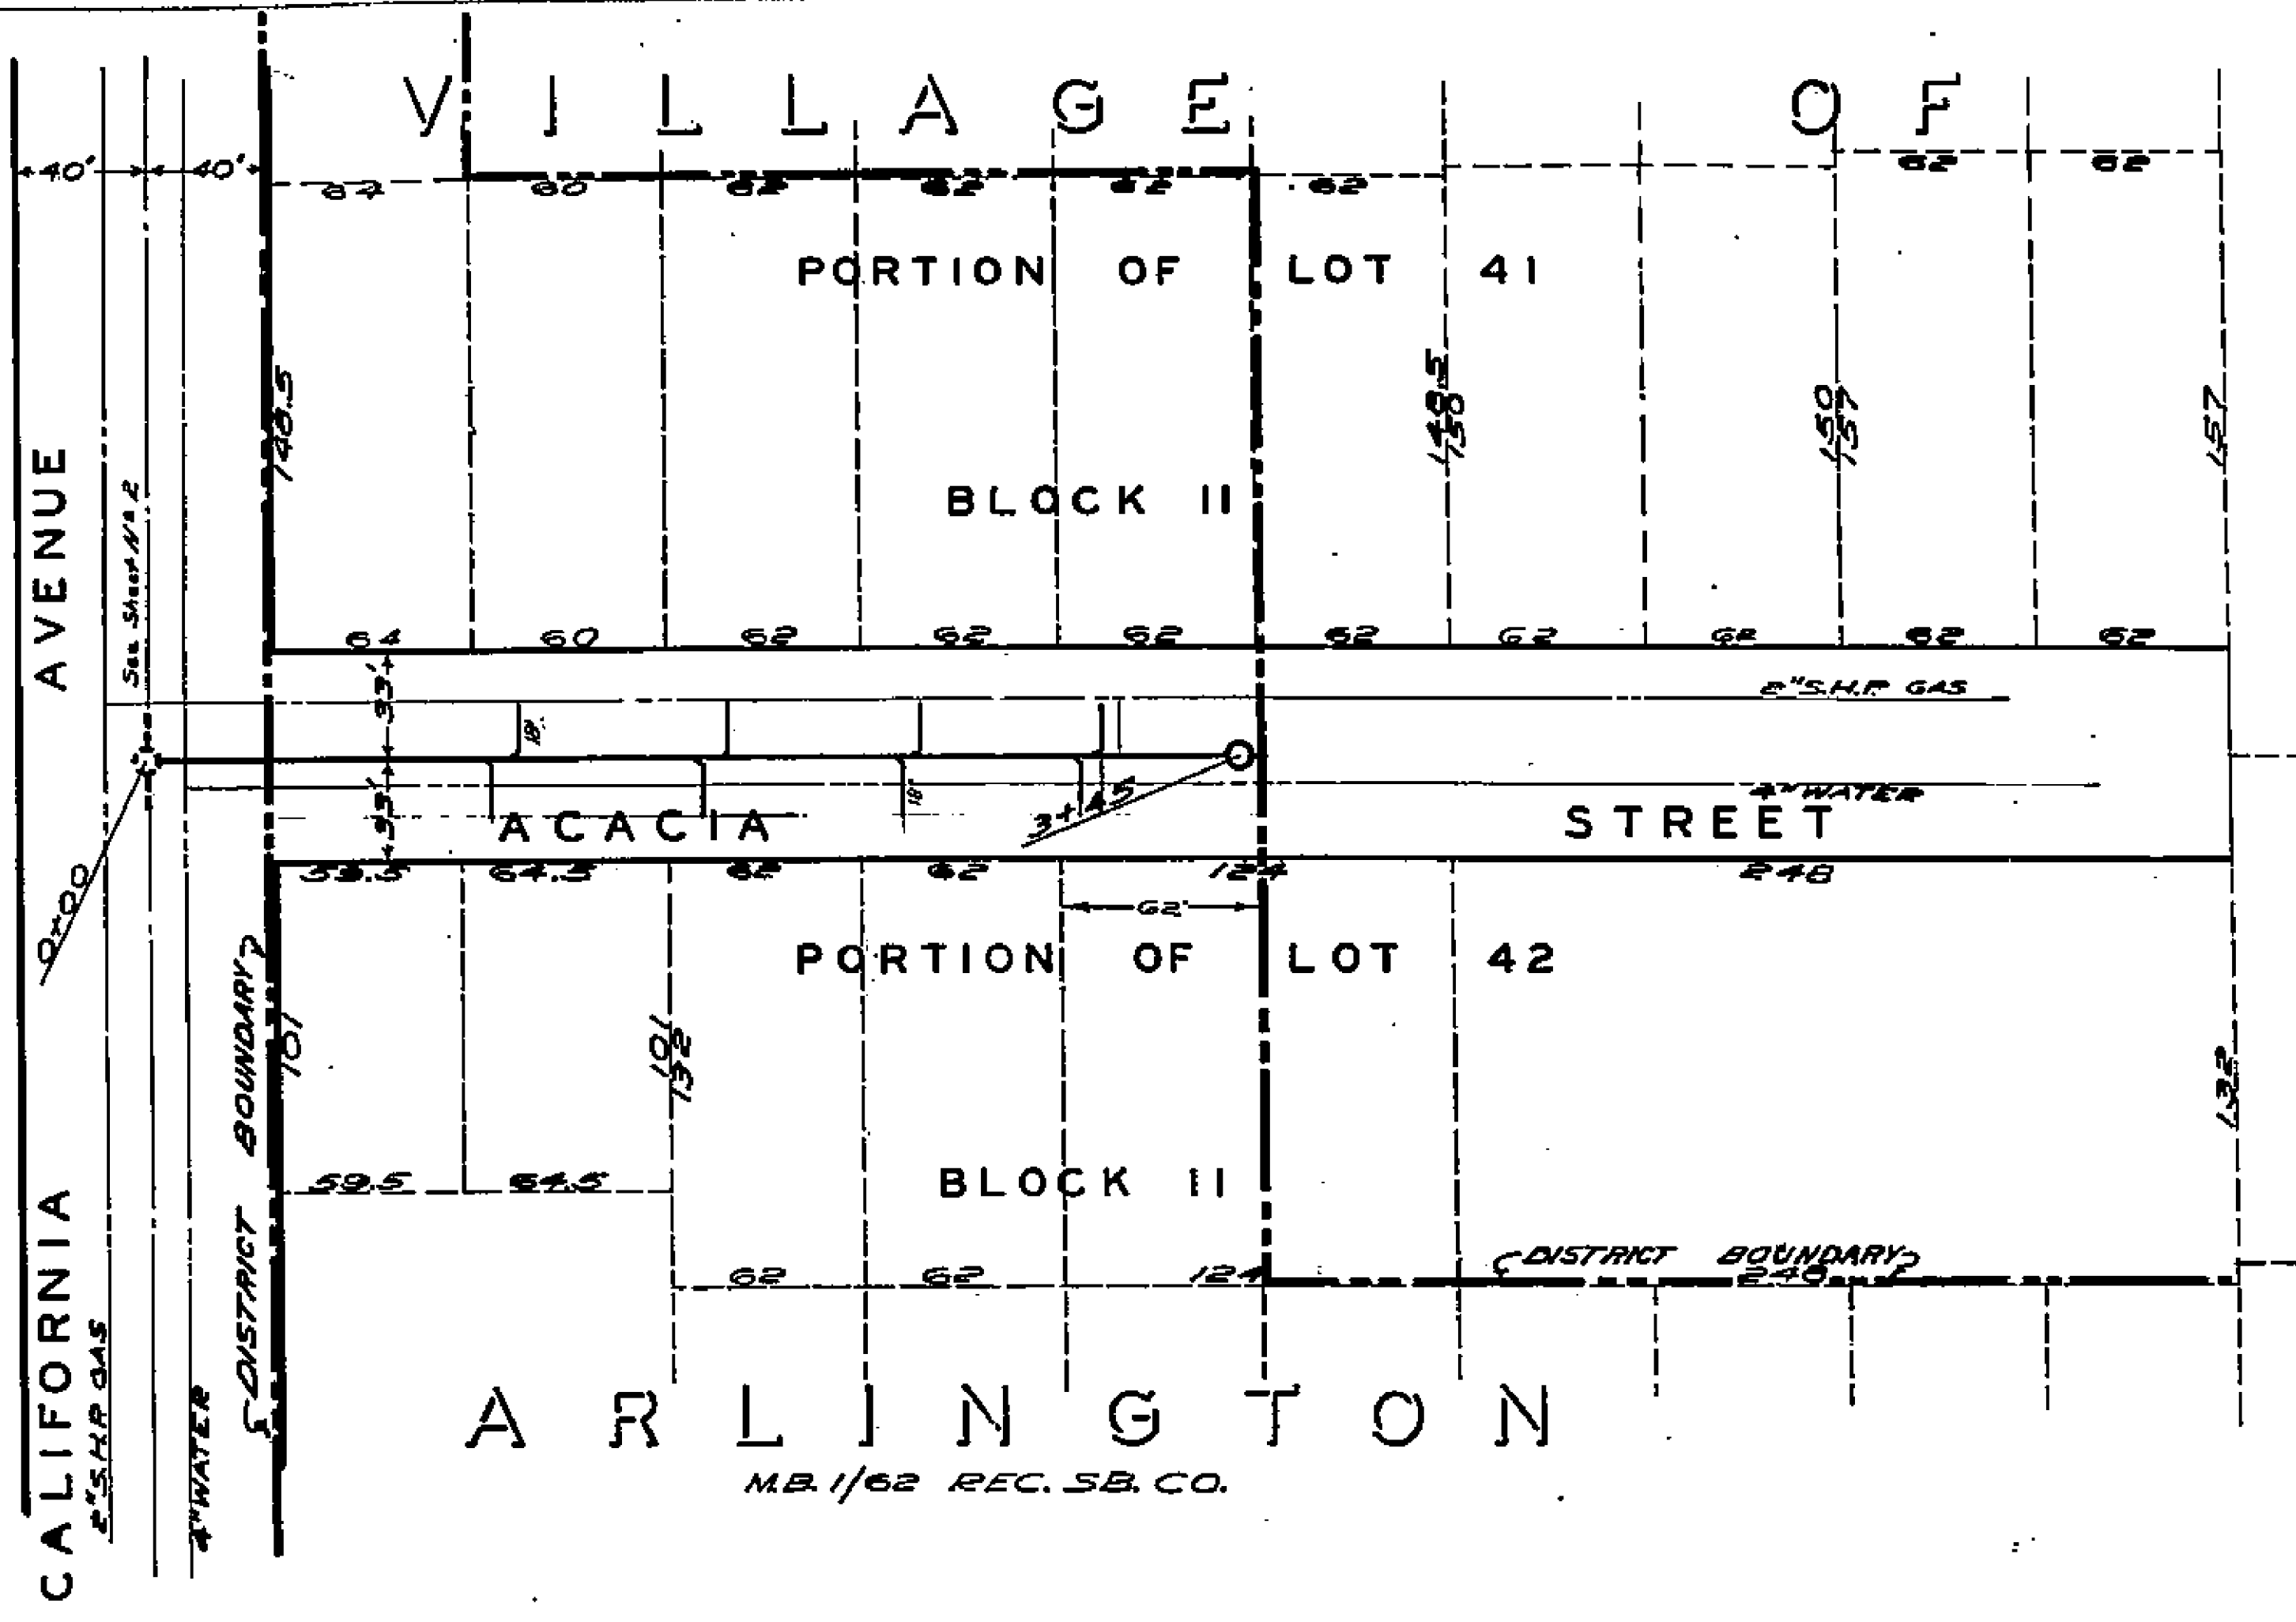 VILLAGE OF
40' 40'
64 60 62 62 62 62 62 62
PORTION OF LOT 41
148.5 148.5 150 150 157 157
BLOCK 11
AVENUE
See Sheet No 2
64 60 62 62 62 62 62 62 62 62
33'
2" S.H.P. GAS
18'
33'
18'
3+45
4" WATER
ACACIA STREET
0+00
59.5 64.5 62 62 124 248
62'
PORTION OF LOT 42
DISTRICT BOUNDARY
101 101 132 132
BLOCK 11
59.5 64.5
62 62 124 248
DISTRICT BOUNDARY
CALIFORNIA
2" S.H.P. GAS
4" WATER
ARLINGTON
M.B. 1/62 REC. SB. CO.